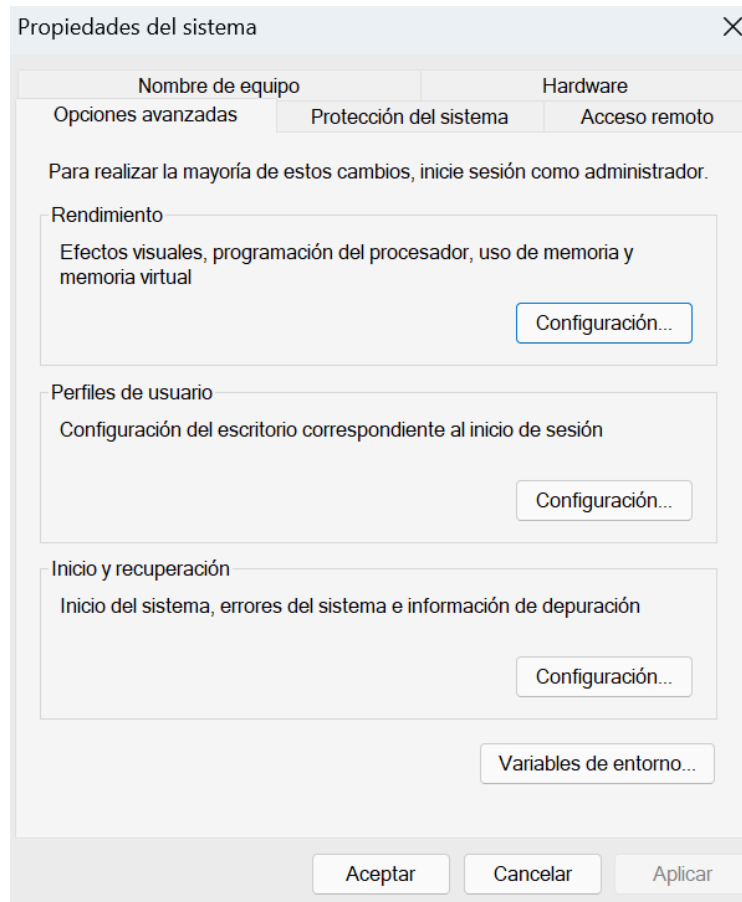 Propiedades del sistema
Nombre de equipo
Hardware
Opciones avanzadas
Protección del sistema
Acceso remoto
Para realizar la mayoría de estos cambios, inicie sesión como administrador.
Rendimiento
Efectos visuales, programación del procesador, uso de memoria y
memoria virtual
Configuración...
Perfiles de usuario
Configuración del escritorio correspondiente al inicio de sesión
Configuración...
Inicio y recuperación
Inicio del sistema, errores del sistema e información de depuración
Configuración...
Variables de entorno...
Aceptar
Cancelar
Aplicar